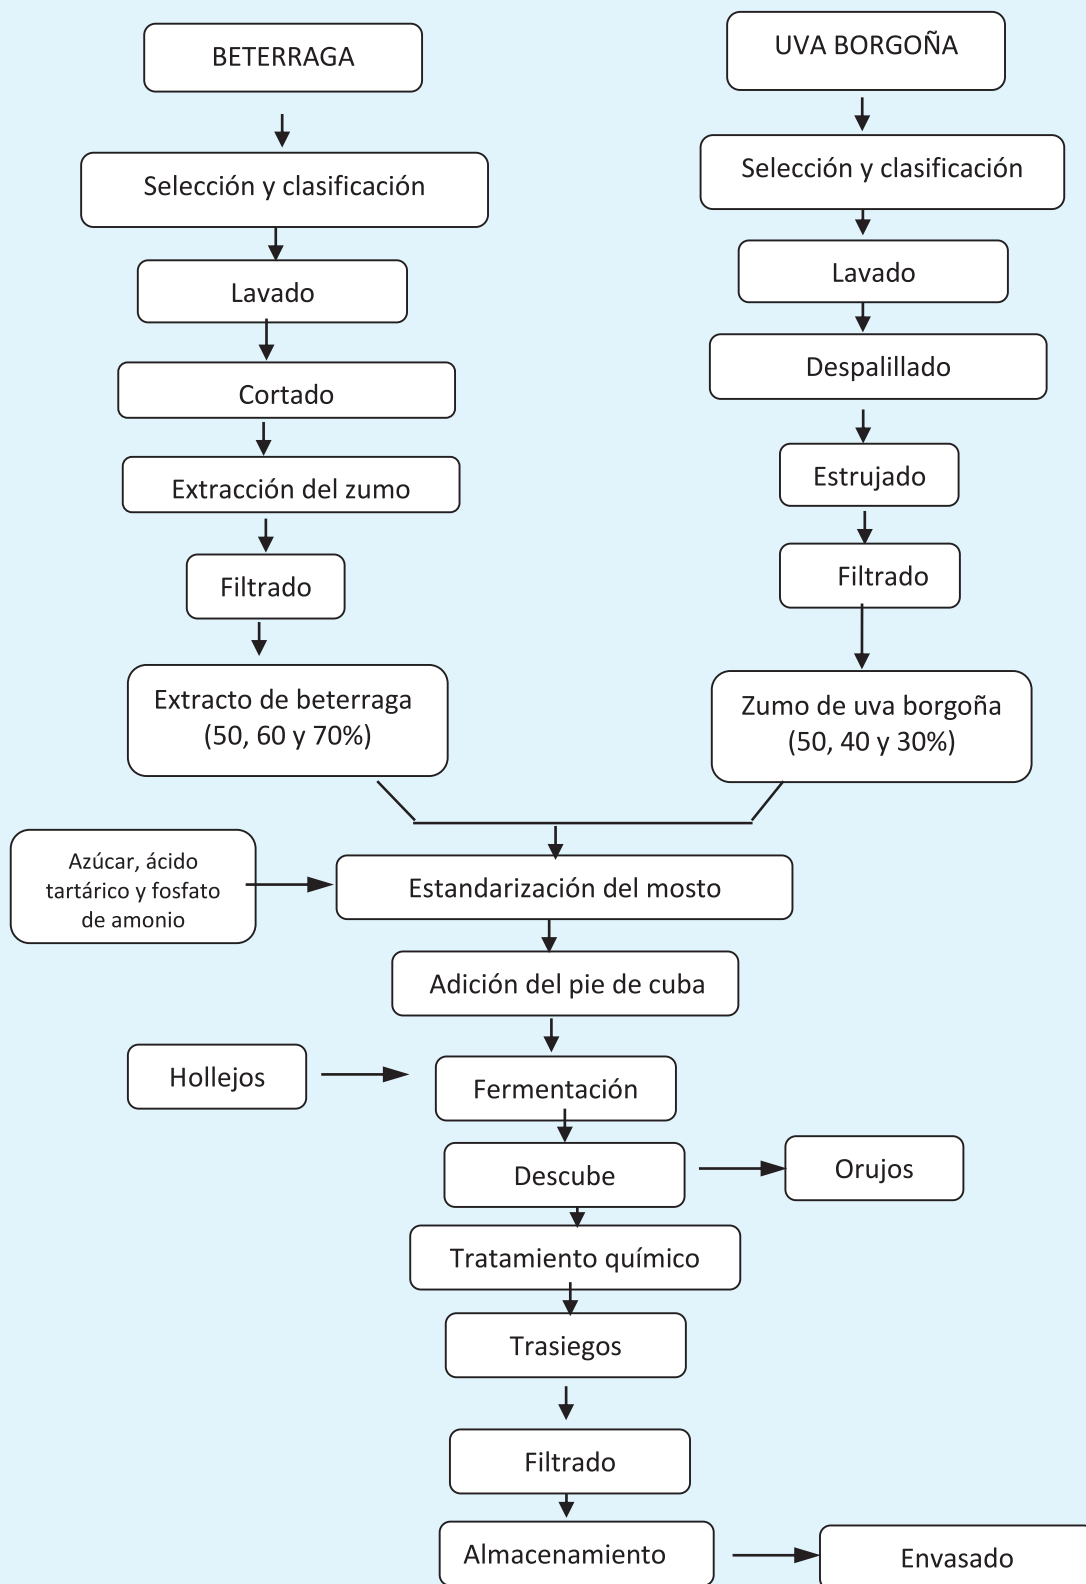 BETERRAGA
Selección y clasificación
Lavado
Cortado
Extracción del zumo
Filtrado
Extracto de beterraga
(50, 60 y 70%)
UVA BORGOÑA
Selección y clasificación
Lavado
Despalillado
Estrujado
Filtrado
Zumo de uva borgoña
(50, 40 y 30%)
Azúcar, ácido
tartárico y fosfato
de amonio
Estandarización del mosto
Adición del pie de cuba
Hollejos
Fermentación
Descube
Orujos
Tratamiento químico
Trasiegos
Filtrado
Almacenamiento
Envasado